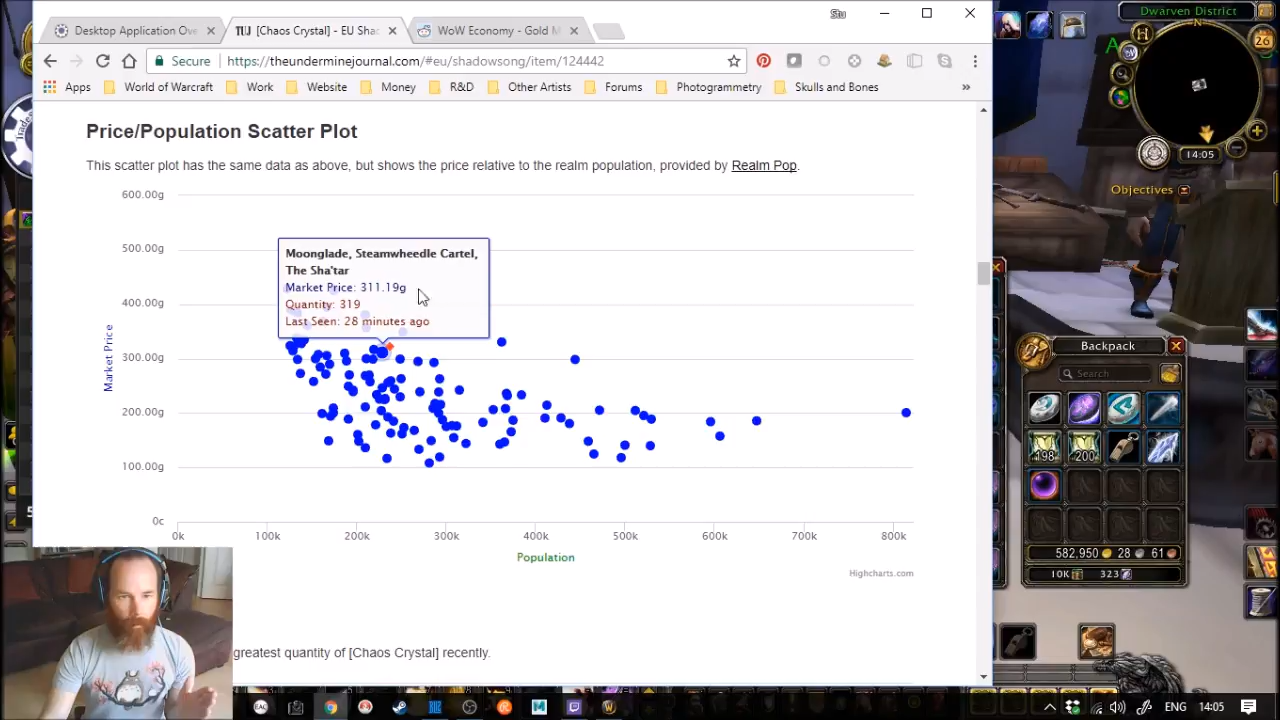 Stu
Dwarven District
Desktop Application Ove
[Chaos Crystal] - EU Sha
WoW Economy - Gold M
N
26
Secure
https://theunderminejournal.com/#eu/shadowsong/item/124442
Apps
World of Warcraft
Work
Website
Money
R&D
Other Artists
Forums
Photogrammetry
Skulls and Bones
»
Price/Population Scatter Plot
This scatter plot has the same data as above, but shows the price relates to the realm population, provided by Realm Pop.
14:05
Objectives
600.00g
500.00g
400.00g
300.00g
200.00g
100.00g
0c
Market Price
Moonglade, Steamwheedle Cartel,
The Sha'tar
Market Price: 311.19g
Quantity: 319
Last Seen: 28 minutes ago
0k
100k
200k
300k
400k
500k
600k
700k
800k
Population
Highcharts.com
greatest quantity of [Chaos Crystal] recently.
Backpack
Search
198
200
582,950 28 61
10K 323
ENG
14:05